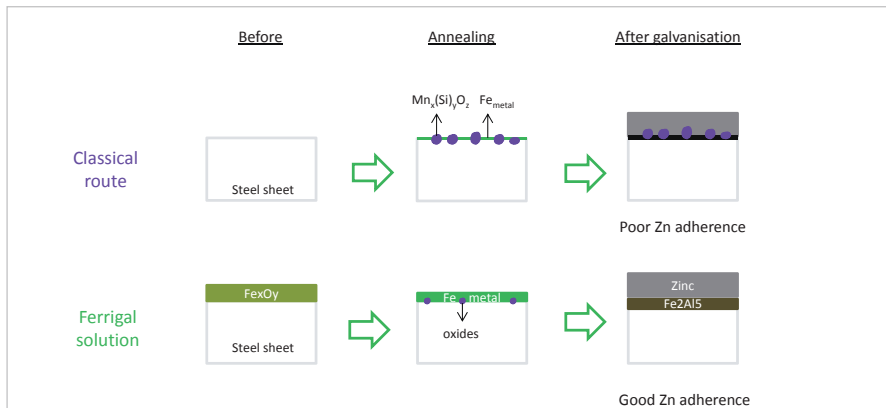 Before
Annealing
After galvanisation
Mnx(Si)yOz
Femetal
Classical
route
Steel sheet
Poor Zn adherence
FexOy
Fe metal
Zinc
Fe2Al5
Ferrigal
solution
Steel sheet
oxides
Good Zn adherence